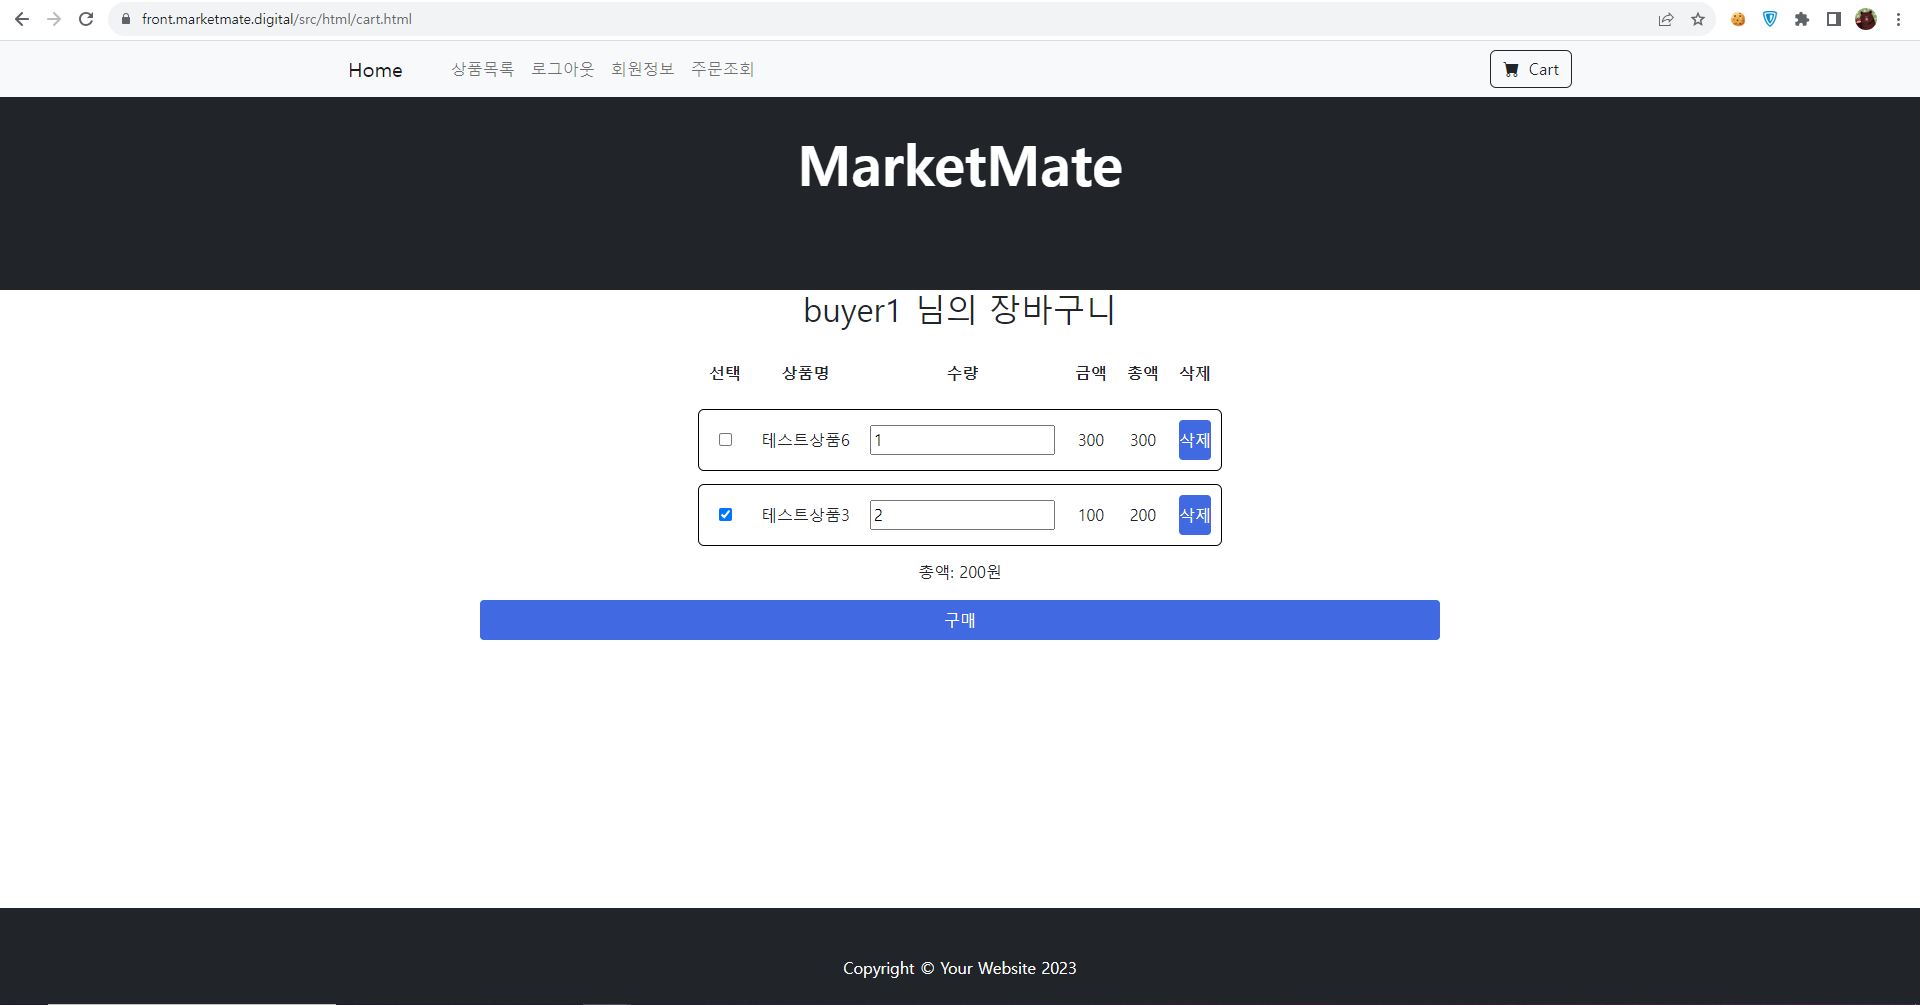 front.marketmate.digital/src/html/cart.html
Home 상품목록 로그아웃 회원정보 주문조회 Cart
MarketMate
buyer1 님의 장바구니
선택 상품명 수량 금액 총액 삭제
테스트상품6 1 300 300 삭제
테스트상품3 2 100 200 삭제
총액: 200원
구매
Copyright © Your Website 2023